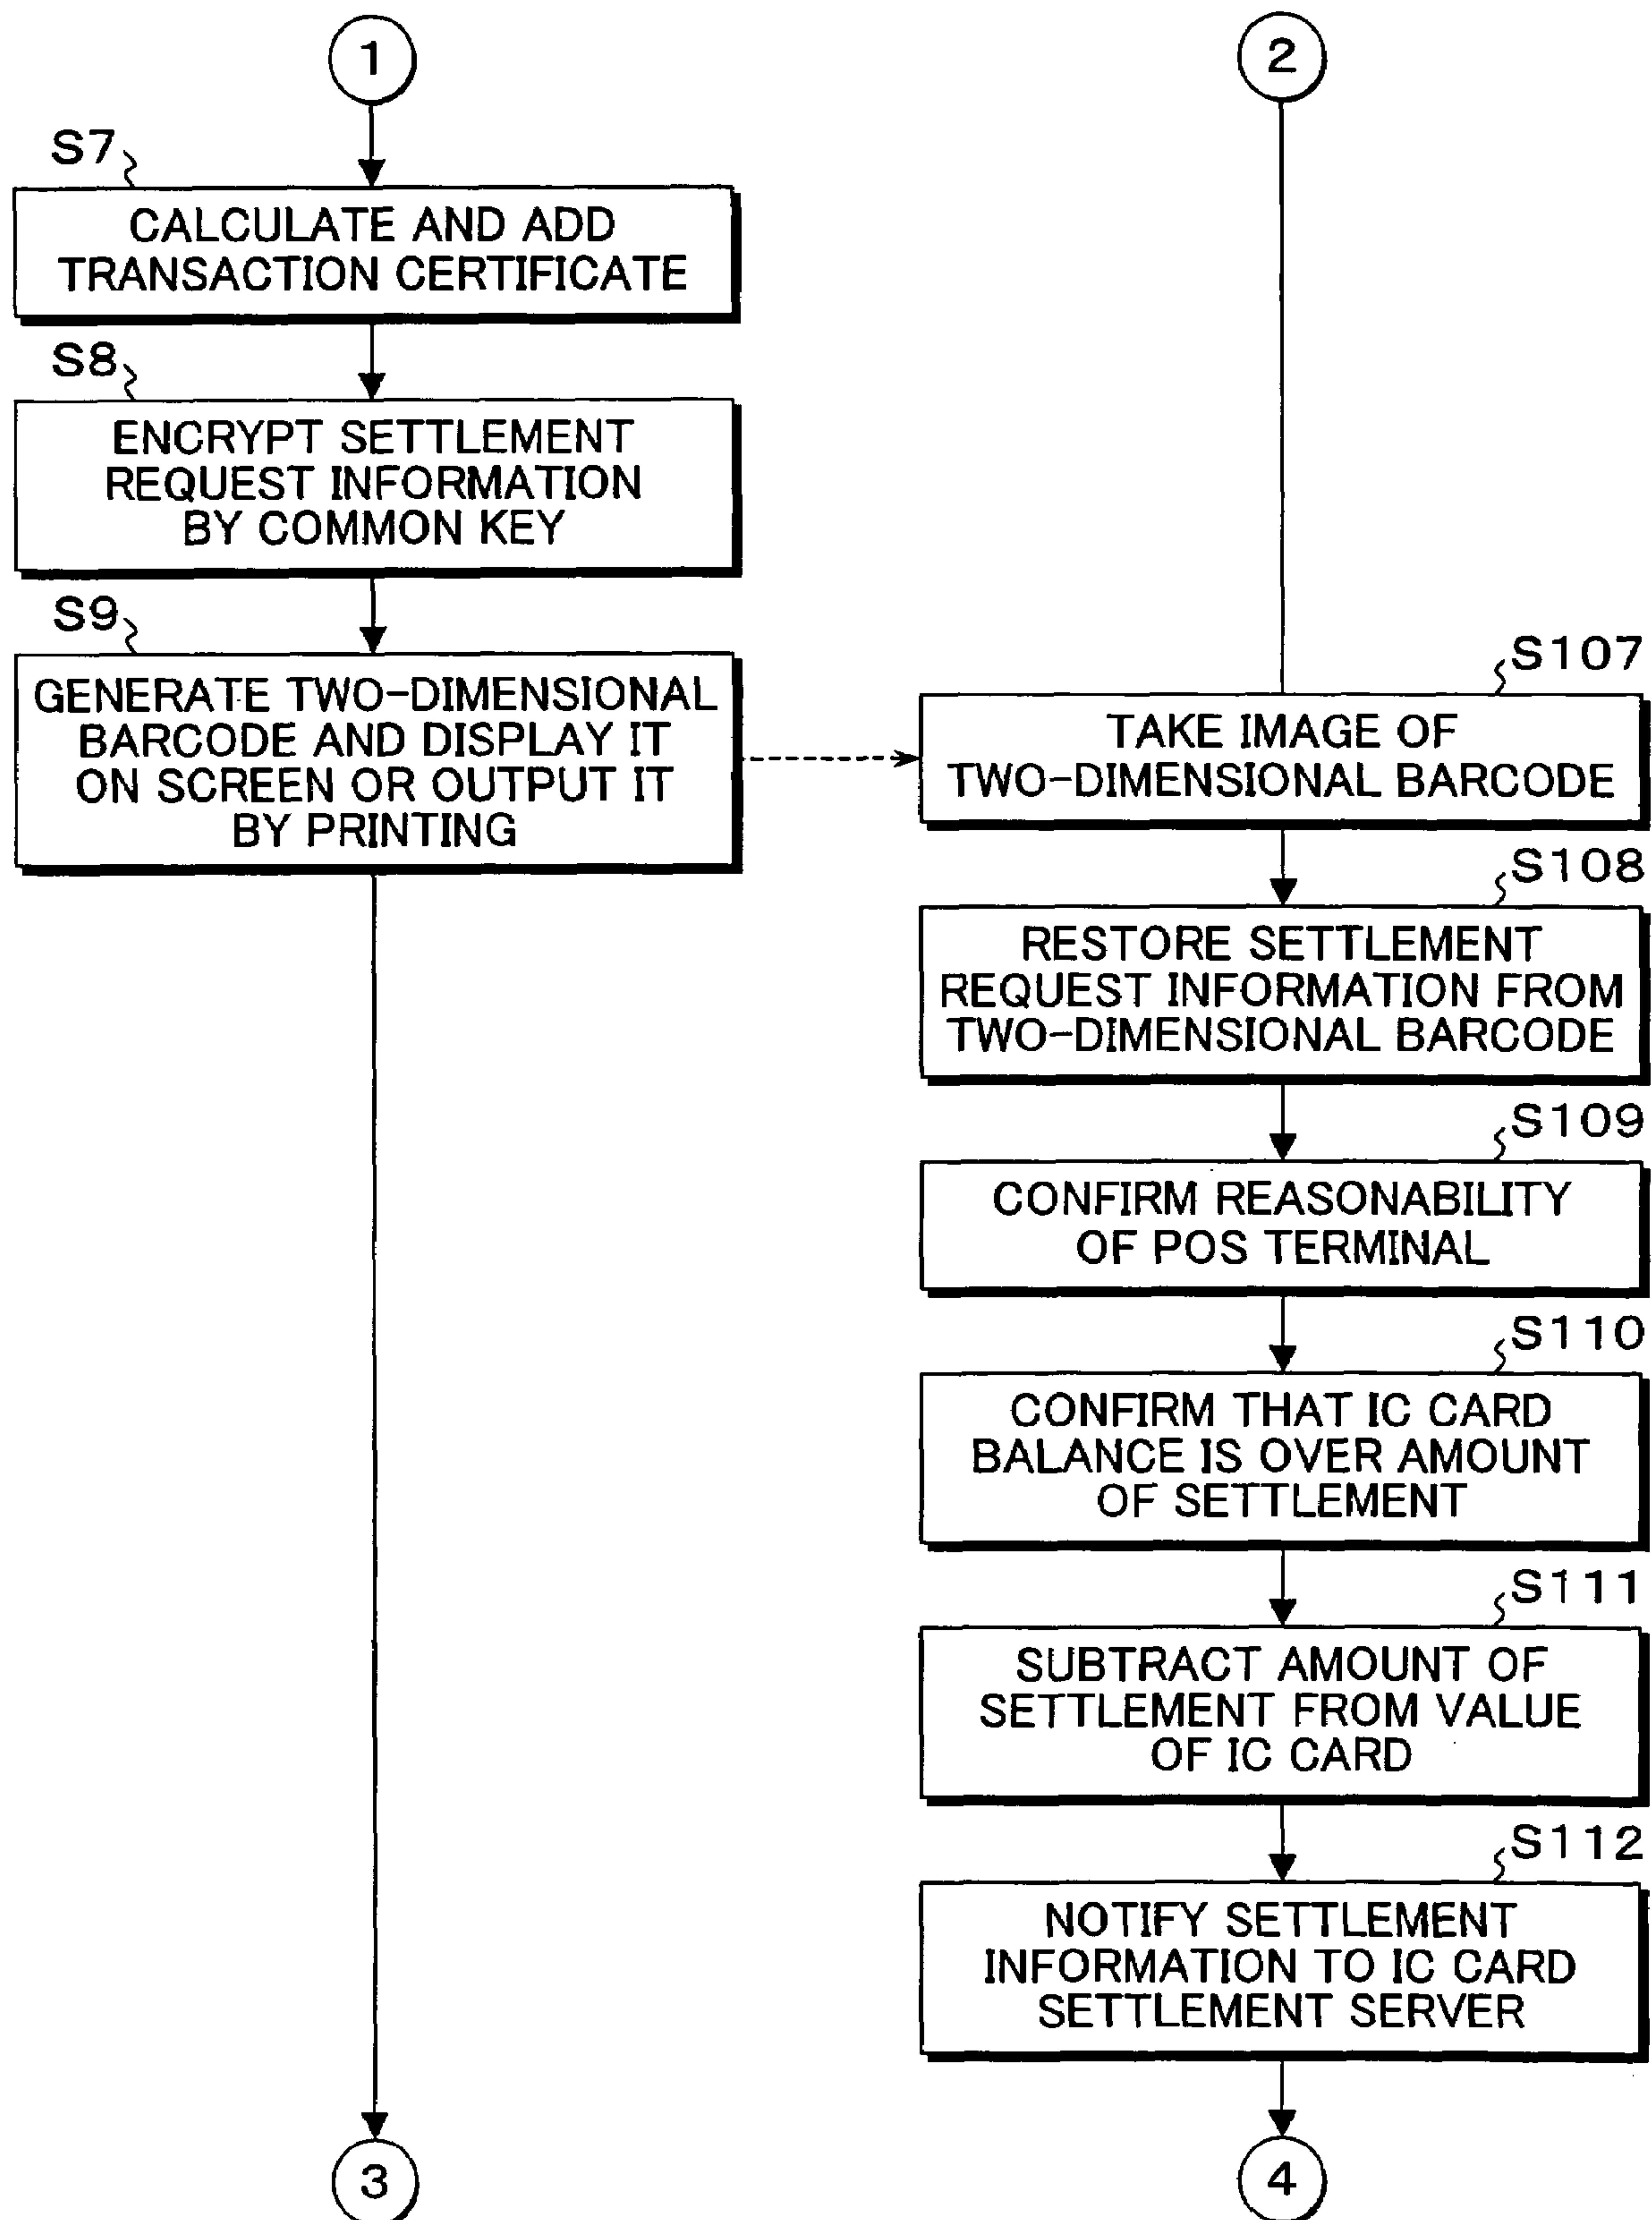 1
S7
CALCULATE AND ADD
TRANSACTION CERTIFICATE
S8
ENCRYPT SETTLEMENT
REQUEST INFORMATION
BY COMMON KEY
S9
GENERATE TWO-DIMENSIONAL
BARCODE AND DISPLAY IT
ON SCREEN OR OUTPUT IT
BY PRINTING
3
2
S107
TAKE IMAGE OF
TWO-DIMENSIONAL BARCODE
S108
RESTORE SETTLEMENT
REQUEST INFORMATION FROM
TWO-DIMENSIONAL BARCODE
S109
CONFIRM REASONABILITY
OF POS TERMINAL
S110
CONFIRM THAT IC CARD
BALANCE IS OVER AMOUNT
OF SETTLEMENT
S111
SUBTRACT AMOUNT OF
SETTLEMENT FROM VALUE
OF IC CARD
S112
NOTIFY SETTLEMENT
INFORMATION TO IC CARD
SETTLEMENT SERVER
4